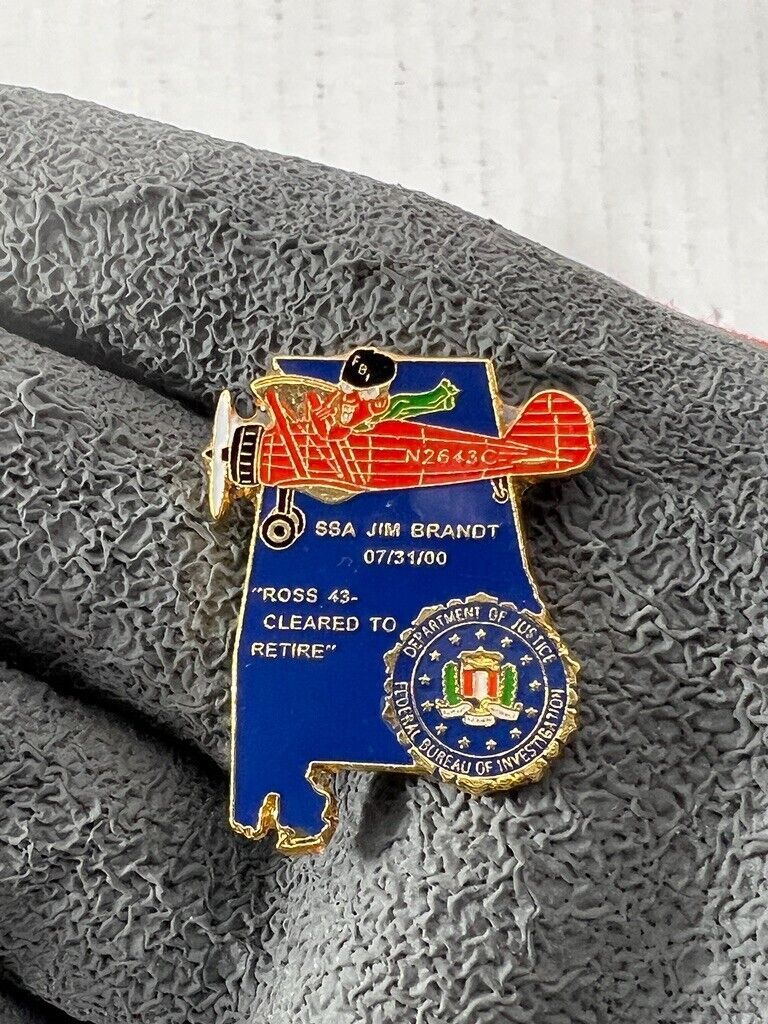 FBI
N2643C
SSA JIM BRANDT
07/31/00
"ROSS 43-
CLEARED TO
RETIRE"
DEPARTMENT OF JUSTICE
FEDERAL BUREAU OF INVESTIGATION